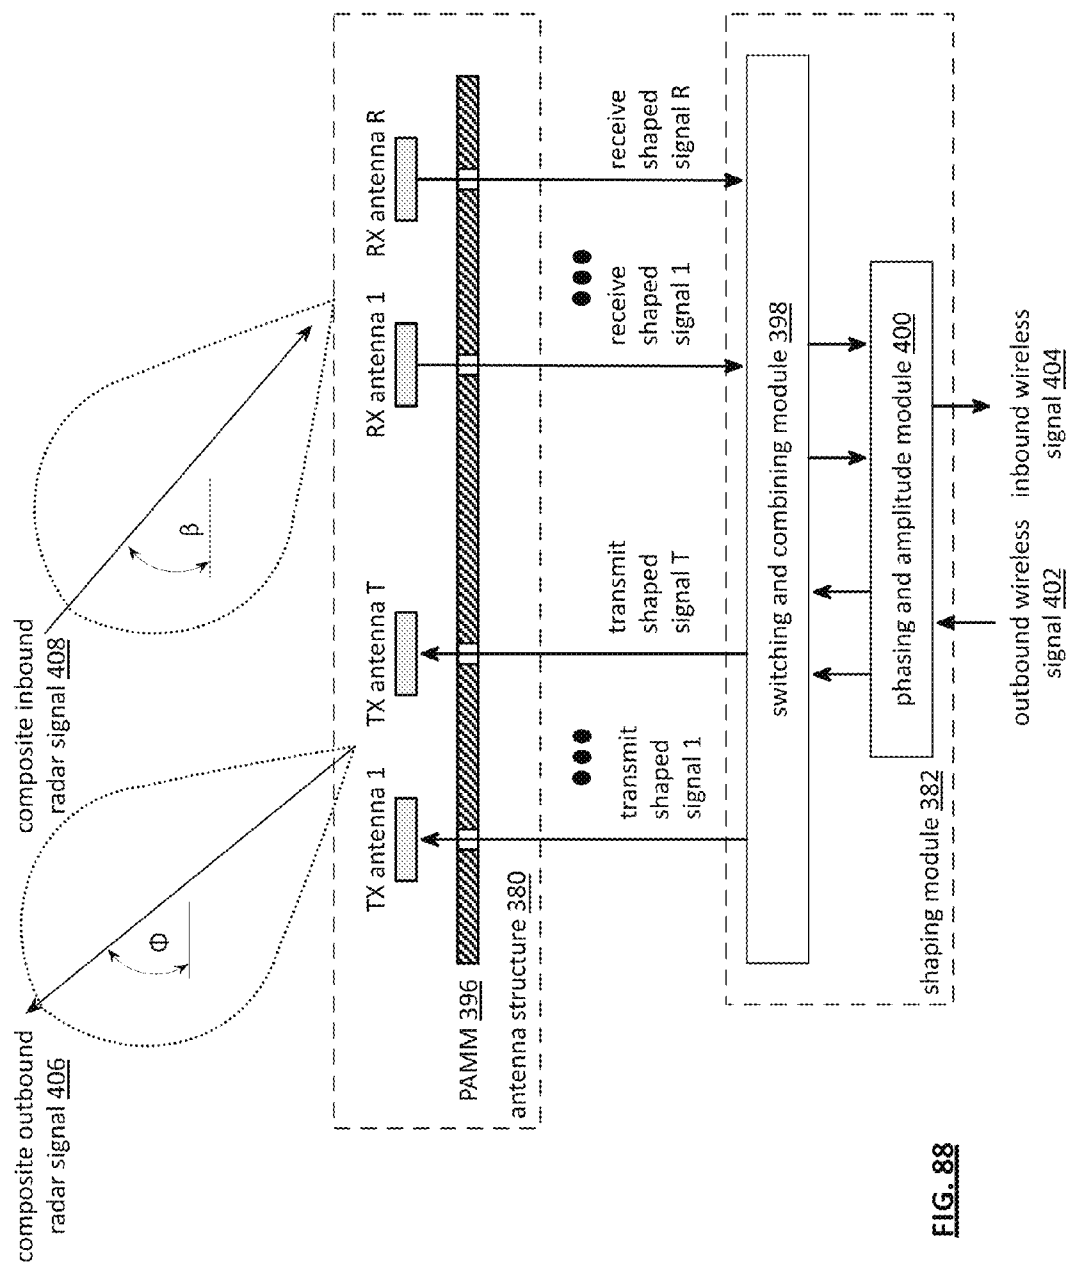 composite outbound
radar signal 406
Φ
composite inbound
radar signal 408
β
TX antenna 1
TX antenna T
RX antenna 1
RX antenna R
PAMM 396
antenna structure 380
transmit
shaped
signal 1
transmit
shaped
signal T
receive
shaped
signal 1
receive
shaped
signal R
switching and combining module 398
phasing and amplitude module 400
shaping module 382
outbound wireless
signal 402
inbound wireless
signal 404
FIG. 88